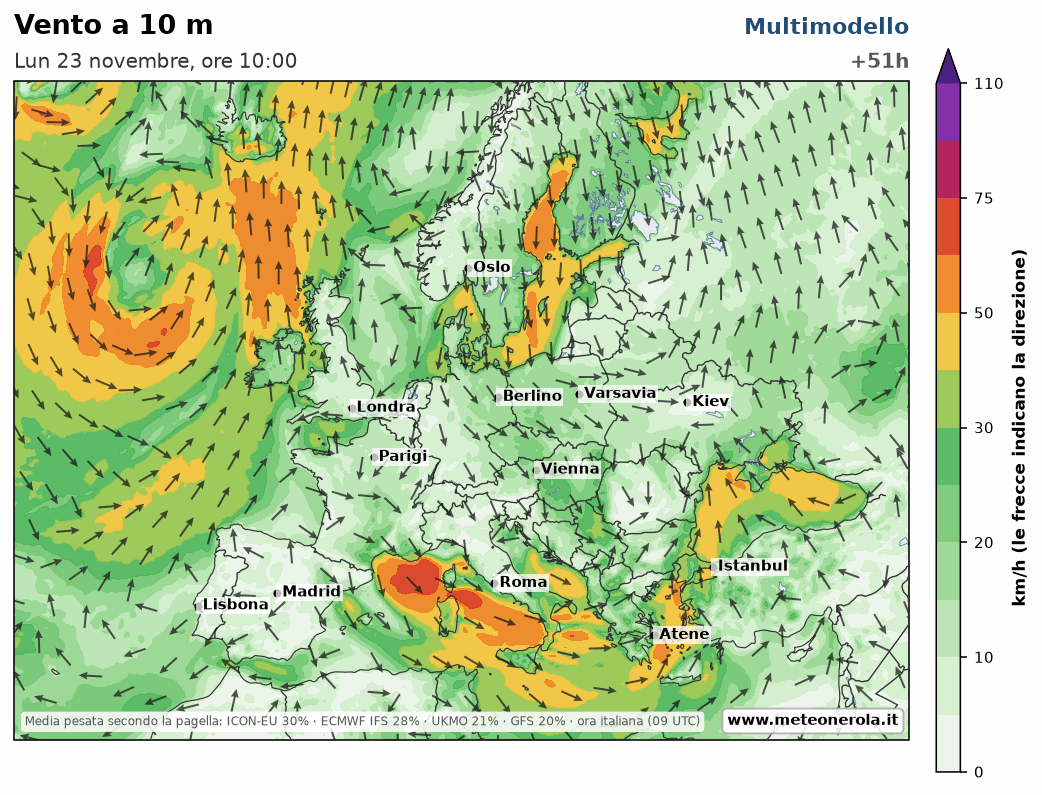 Vento a 10 m
Multimodello
Lun 23 novembre, ore 10:00
+51h
110
75
50
30
20
10
0
km/h (le frecce indicano la direzione)
Oslo
Berlino
Varsavia
Kiev
Londra
Parigi
Vienna
Istanbul
Roma
Madrid
Lisbona
Atene
Media pesata secondo la pagella: ICON-EU 30% · ECMWF IFS 28% · UKMO 21% · GFS 20% · ora italiana (09 UTC)
www.meteonerola.it